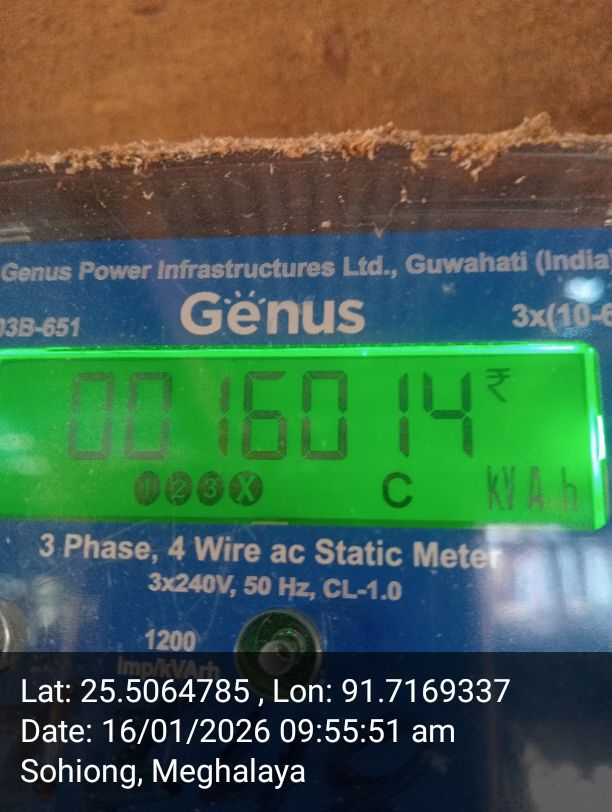 Genus Power Infrastructures Ltd., Guwahati (India)
03B-651 Genus 3x(10-6
0016014 ₹
1 2 3 X C kVAh
3 Phase, 4 Wire ac Static Meter
3x240V, 50 Hz, CL-1.0
1200
imp/kVArh
Lat: 25.5064785 , Lon: 91.7169337
Date: 16/01/2026 09:55:51 am
Sohiong, Meghalaya